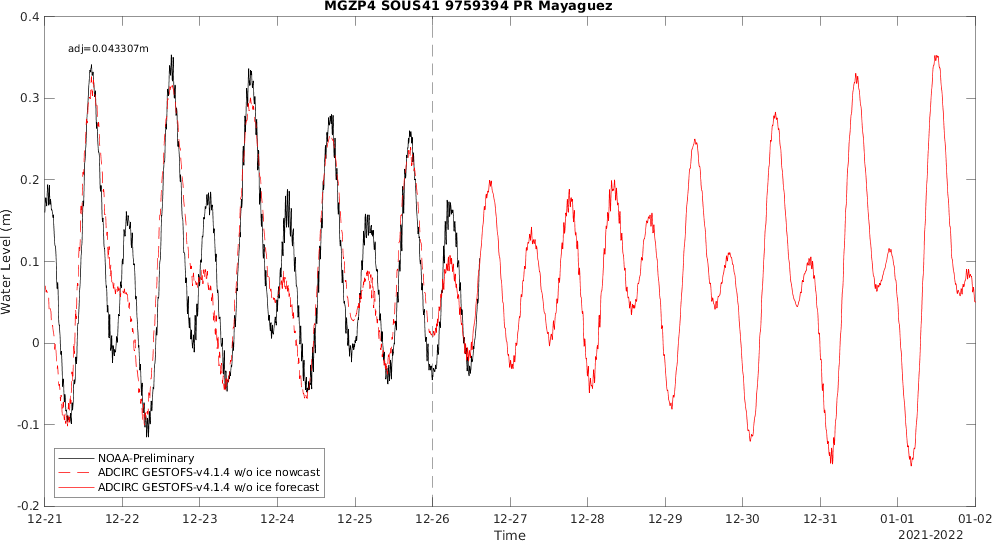 MGZP4 SOUS41 9759394 PR Mayaguez
adj=0.043307m
Water Level (m)
0.4
0.3
0.2
0.1
0
-0.1
-0.2
NOAA-Preliminary
ADCIRC GESTOFS-v4.1.4 w/o ice nowcast
ADCIRC GESTOFS-v4.1.4 w/o ice forecast
12-21 12-22 12-23 12-24 12-25 12-26 12-27 12-28 12-29 12-30 12-31 01-01 01-02
Time
2021-2022